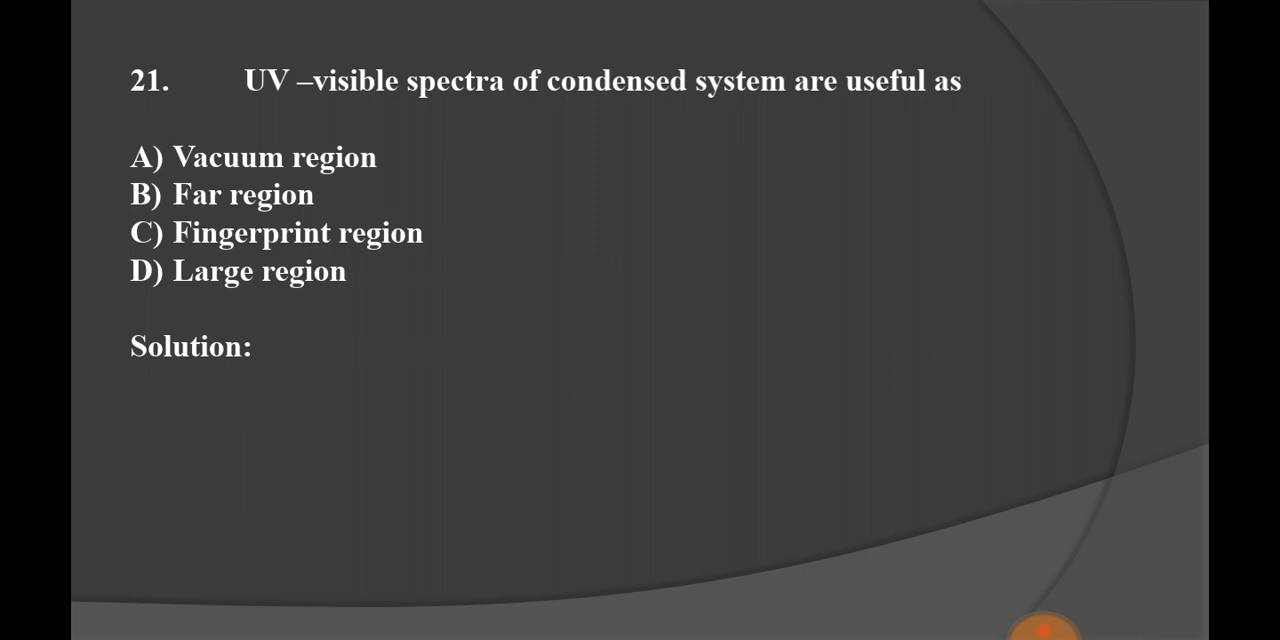 21. UV –visible spectra of condensed system are useful as
A) Vacuum region
B) Far region
C) Fingerprint region
D) Large region
Solution: